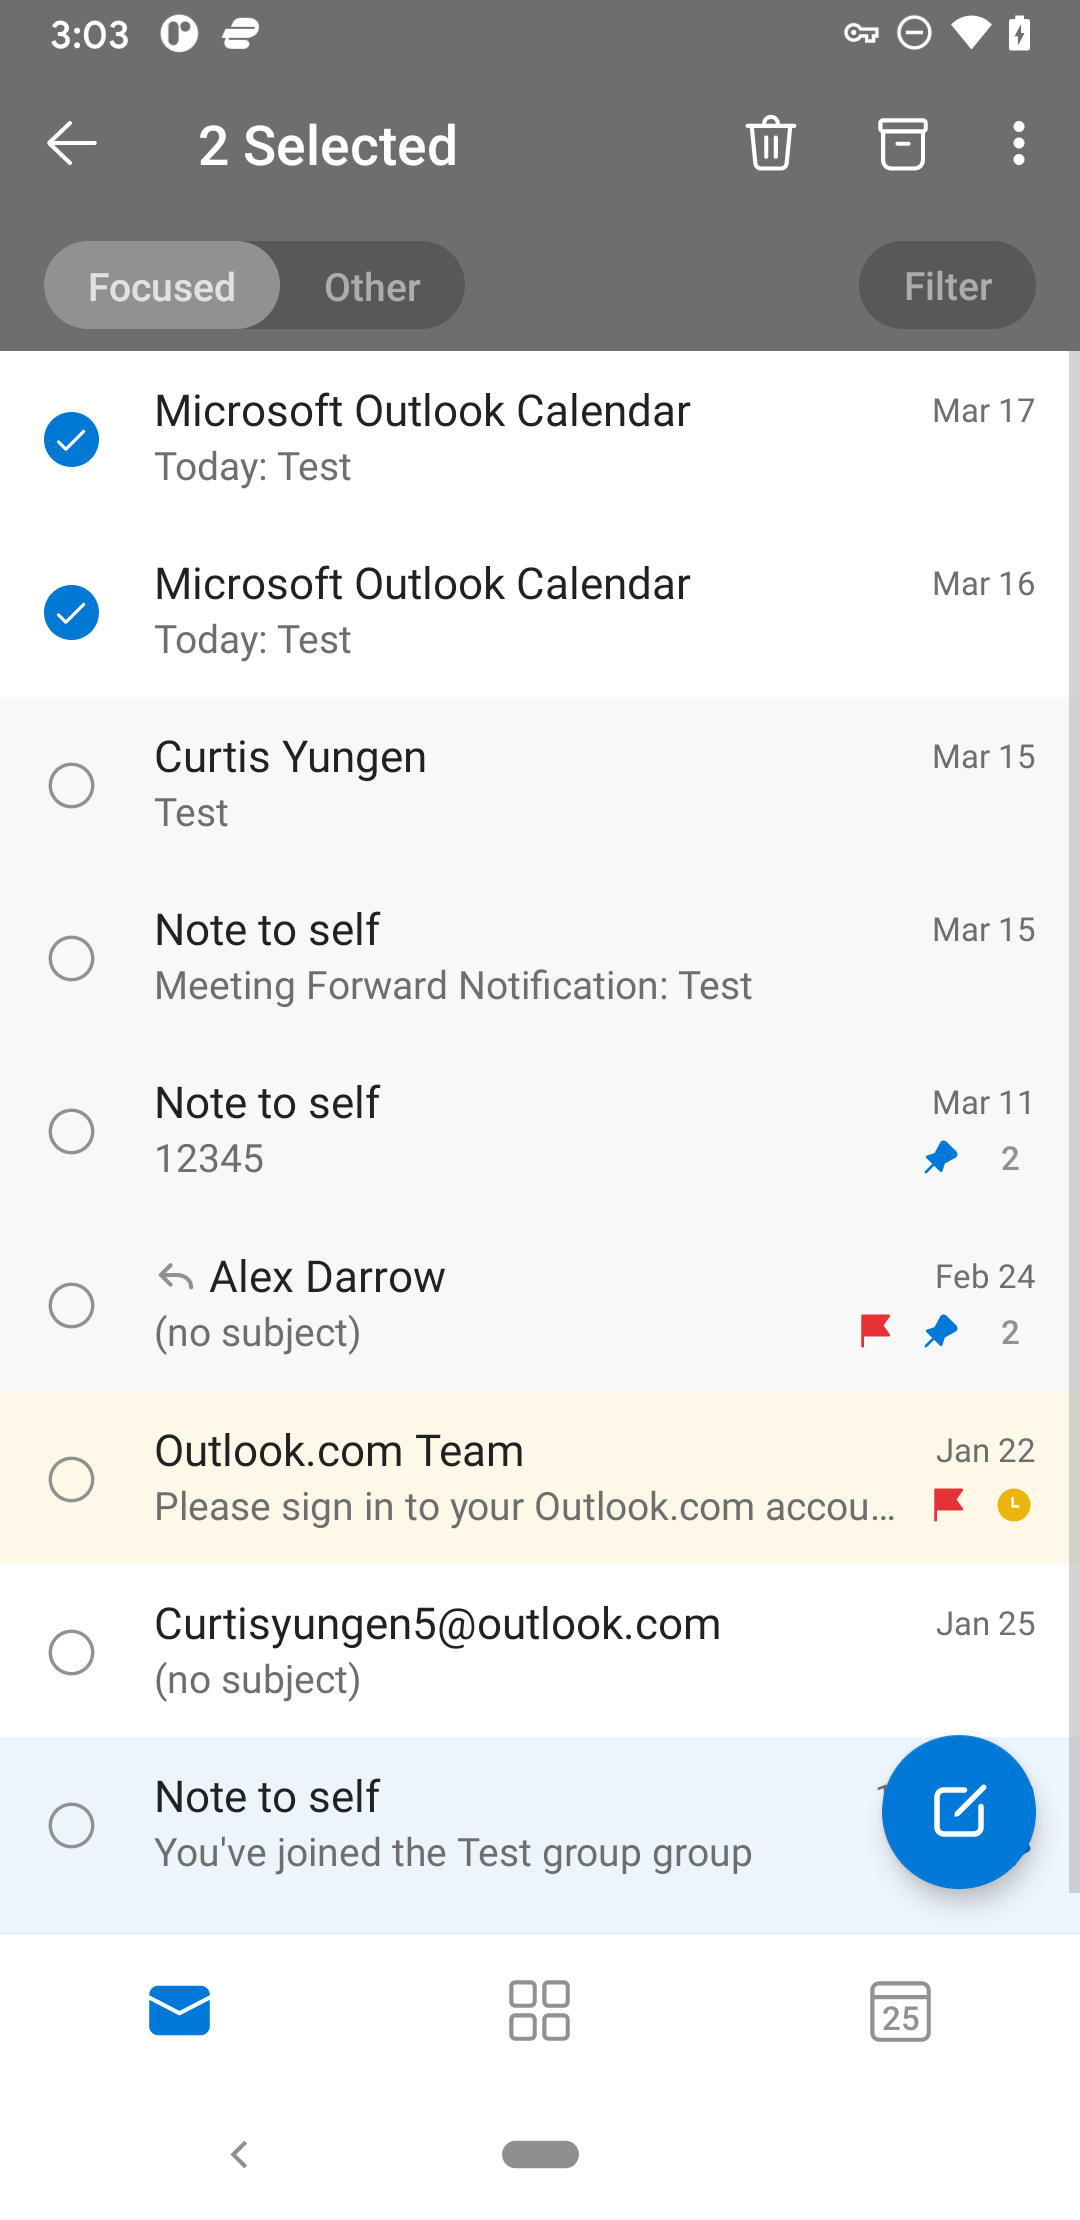 3:03
2 Selected
Focused
Other
Filter
Microsoft Outlook Calendar
Mar 17
Today: Test
Microsoft Outlook Calendar
Mar 16
Today: Test
Curtis Yungen
Mar 15
Test
Note to self
Mar 15
Meeting Forward Notification: Test
Note to self
Mar 11
12345
2
Alex Darrow
Feb 24
(no subject)
2
Outlook.com Team
Jan 22
Please sign in to your Outlook.com accou...
Curtisyungen5@outlook.com
Jan 25
(no subject)
Note to self
You've joined the Test group group
25